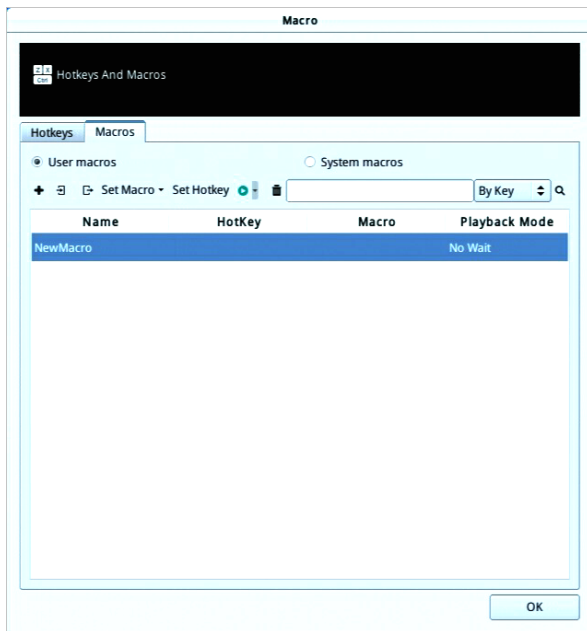 Macro
Z X
Ctrl
Hotkeys And Macros
Hotkeys Macros
User macros System macros
Set Macro Set Hotkey By Key
Name HotKey Macro Playback Mode
NewMacro No Wait
OK